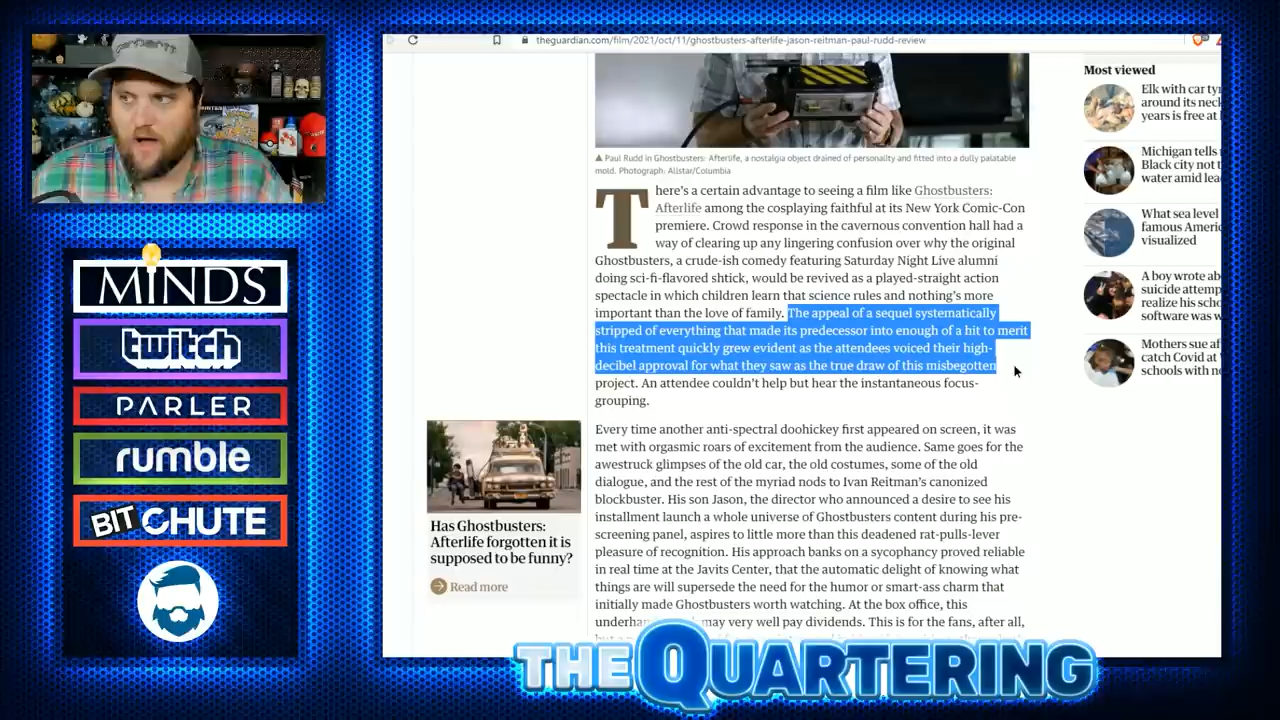 theguardian.com/film/2021/oct/11/ghostbusters-afterlife-jason-reitman-paul-rudd-review
MINDS
twitch
PARLER
rumble
BITCHUTE
▲ Paul Rudd in Ghostbusters: Afterlife, a nostalgia object drained of personality and fitted into a dully palatable
mold. Photograph: Allstar/Columbia
There's a certain advantage to seeing a film like Ghostbusters:
Afterlife among the cosplaying faithful at its New York Comic-Con
premiere. Crowd response in the cavernous convention hall had a
way of clearing up any lingering confusion over why the original
Ghostbusters, a crude-ish comedy featuring Saturday Night Live alumni
doing sci-fi-flavored shtick, would be revived as a played-straight action
spectacle in which children learn that science rules and nothing's more
important than the love of family. The appeal of a sequel systematically
stripped of everything that made its predecessor into enough of a hit to merit
this treatment quickly grew evident as the attendees voiced their high-
decibel approval for what they saw as the true draw of this misbegotten
project. An attendee couldn't help but hear the instantaneous focus-
grouping.
Every time another anti-spectral doohickey first appeared on screen, it was
met with orgasmic roars of excitement from the audience. Same goes for the
awestruck glimpses of the old car, the old costumes, some of the old
dialogue, and the rest of the myriad nods to Ivan Reitman's canonized
blockbuster. His son Jason, the director who announced a desire to see his
installment launch a whole universe of Ghostbusters content during his pre-
screening panel, aspires to little more than this deadened rat-pulls-lever
pleasure of recognition. His approach banks on a sycophancy proved reliable
in real time at the Javits Center, that the automatic delight of knowing what
things are will supersede the need for the humor or smart-ass charm that
initially made Ghostbusters worth watching. At the box office, this
may very well pay dividends. This is for the fans, after all,
Has Ghostbusters:
Afterlife forgotten it is
supposed to be funny?
Read more
Most viewed
Elk with car
around its neck
years is free at
Michigan tells
Black city not
water amid
What sea level
famous
visualized
A boy wrote
suicide
realize his
software was
Mothers sue
catch Covid at
schools with
THE QUARTERING